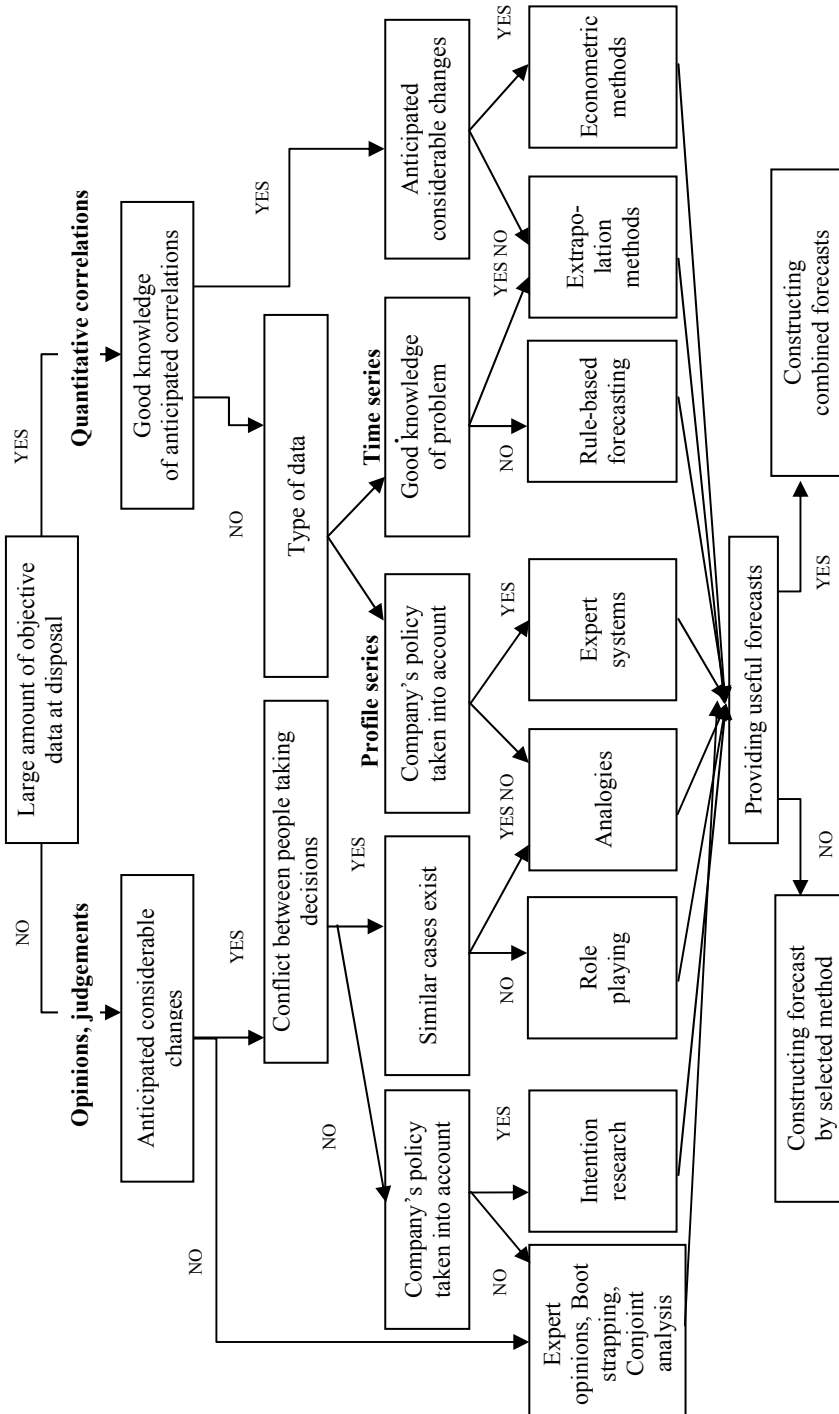 Large amount of objective
data at disposal
NO
YES
Opinions, judgements
Quantitative correlations
Anticipated considerable
changes
Good knowledge
of anticipated correlations
NO
YES
NO
YES
Conflict between people taking
decisions
Type of data
NO
YES
Profile series
Time series
Company’s policy
taken into account
Similar cases exist
Company’s policy
taken into account
Good knowledge
of problem
Anticipated
considerable changes
NO
YES
NO
YES NO
YES
NO
YES NO
YES
Expert
opinions, Boot
strapping,
Conjoint
analysis
Intention
research
Role
playing
Analogies
Expert
systems
Rule-based
forecasting
Extrapo-
lation
methods
Econometric
methods
Providing useful forecasts
NO
YES
Constructing forecast
by selected method
Constructing
combined forecasts